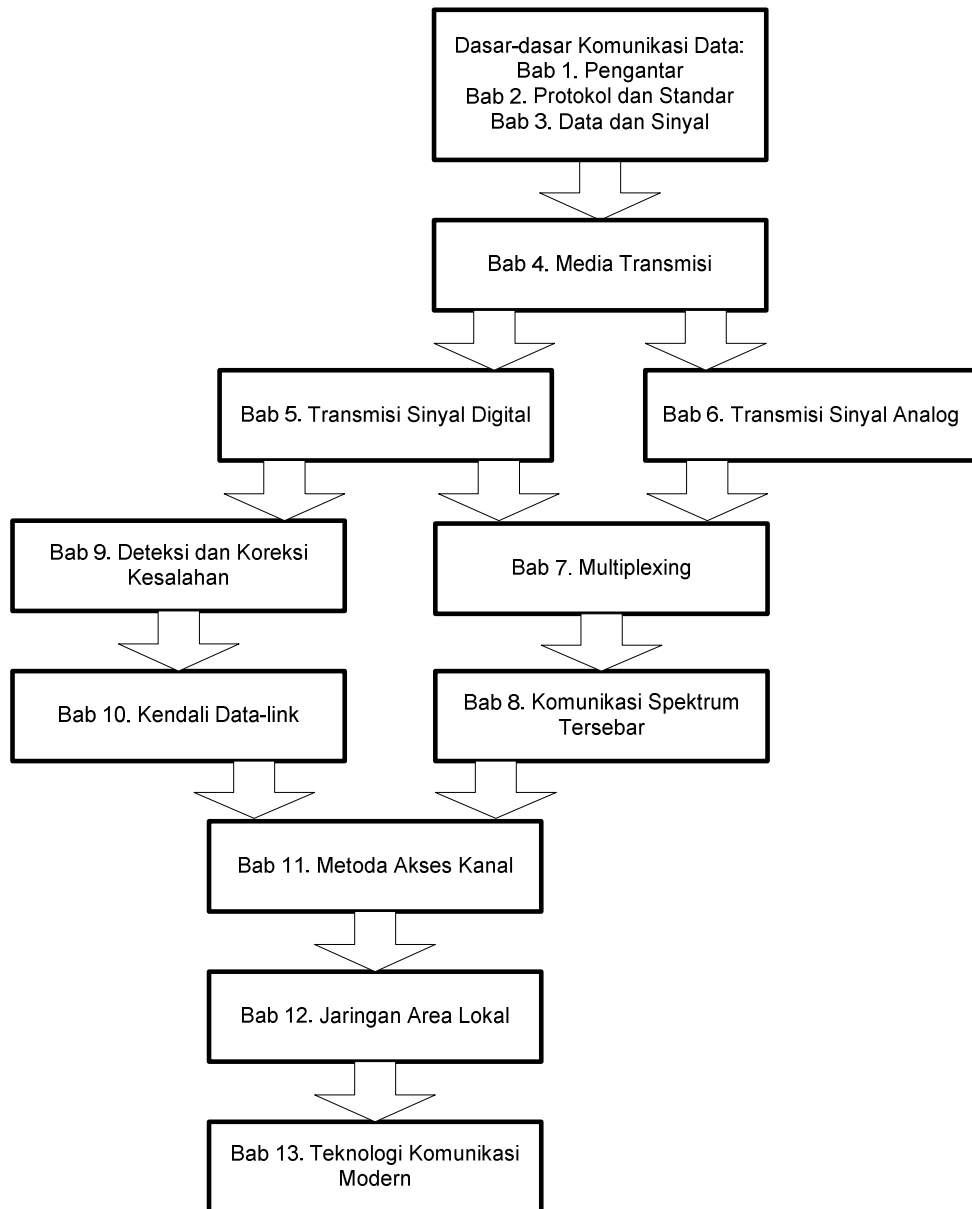 Dasar-dasar Komunikasi Data:
Bab 1. Pengantar
Bab 2. Protokol dan Standar
Bab 3. Data dan Sinyal
Bab 4. Media Transmisi
Bab 5. Transmisi Sinyal Digital
Bab 6. Transmisi Sinyal Analog
Bab 9. Deteksi dan Koreksi
Kesalahan
Bab 7. Multiplexing
Bab 10. Kendali Data-link
Bab 8. Komunikasi Spektrum
Tersebar
Bab 11. Metoda Akses Kanal
Bab 12. Jaringan Area Lokal
Bab 13. Teknologi Komunikasi
Modern